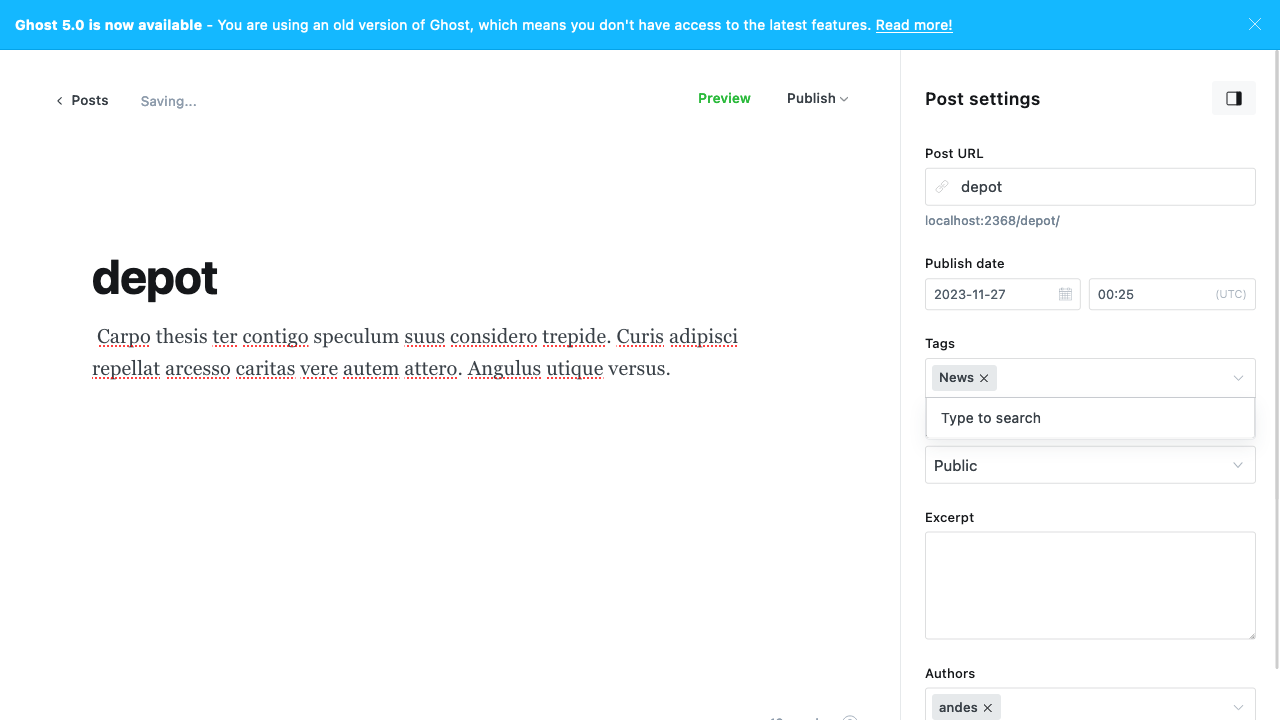 Ghost 5.0 is now available - You are using an old version of Ghost, which means you don't have access to the latest features. Read more!
Posts
Saving...
Preview
Publish
Post settings
Post URL
depot
localhost:2368/depot/
Publish date
2023-11-27
00:25
(UTC)
Tags
News
Type to search
Public
Excerpt
Authors
andes
depot
Carpo thesis ter contigo speculum suus considero trepide. Curis adipisci
repellat arcesso caritas vere autem attero. Angulus utique versus.